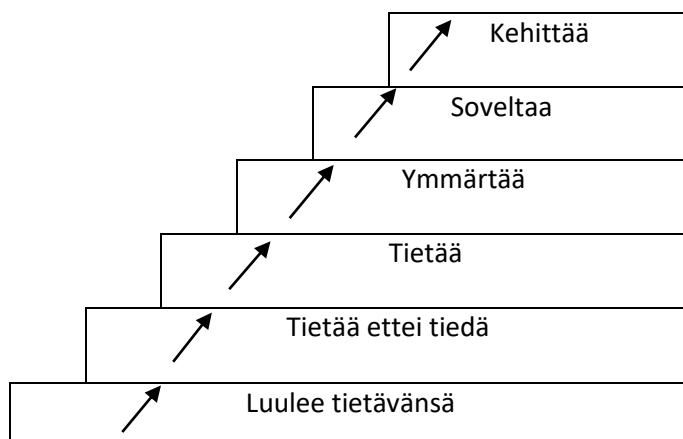 Kehittää
Soveltaa
Ymmärtää
Tietää
Tietää ettei tiedä
Luulee tietävänsä